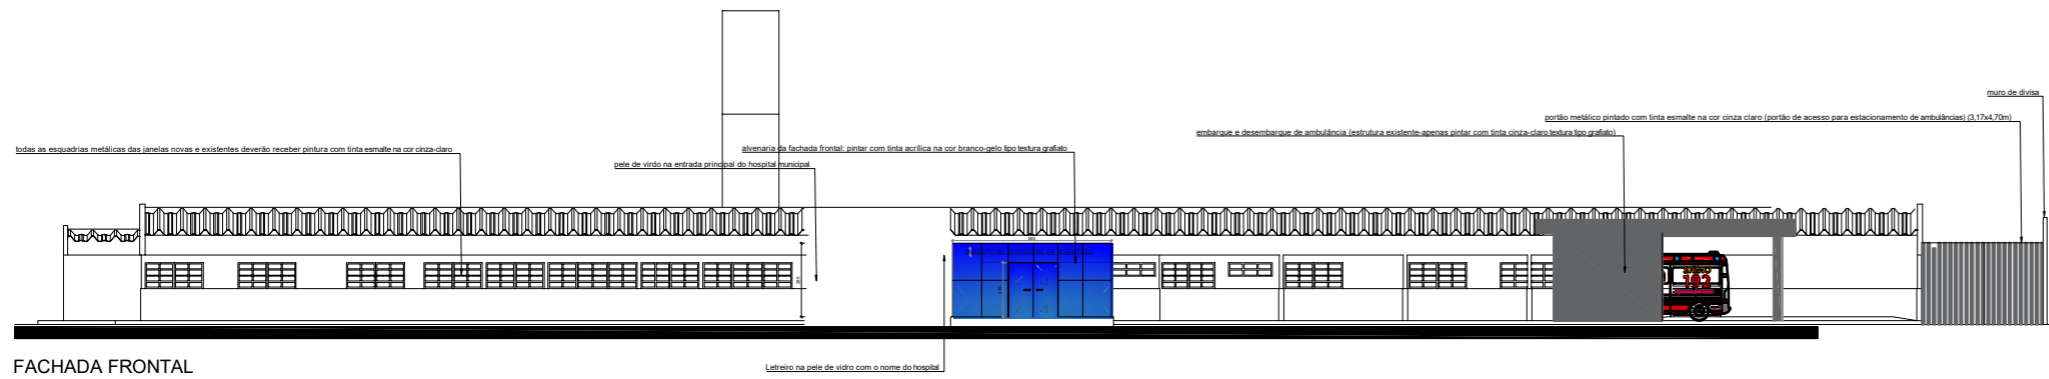 muro de divisa
portão metálico pintado com tinta esmalte na cor cinza claro (portão de acesso para estacionamento de ambulâncias) (3,17x4,70m)
embarque e desembarque de ambulância (estrutura existente-apenas pintar com tinta cinza-claro textura tipo grafiato)
todas as esquadrias metálicas das janelas novas e existentes deverão receber pintura com tinta esmalte na cor cinza-claro
alvenaria da fachada frontal: pintar com tinta acrílica na cor branco-gelo tipo textura grafiato
pele de virdo na entrada principal do hospital municipal
192
FACHADA FRONTAL
Letreiro na pele de vidro com o nome do hospital